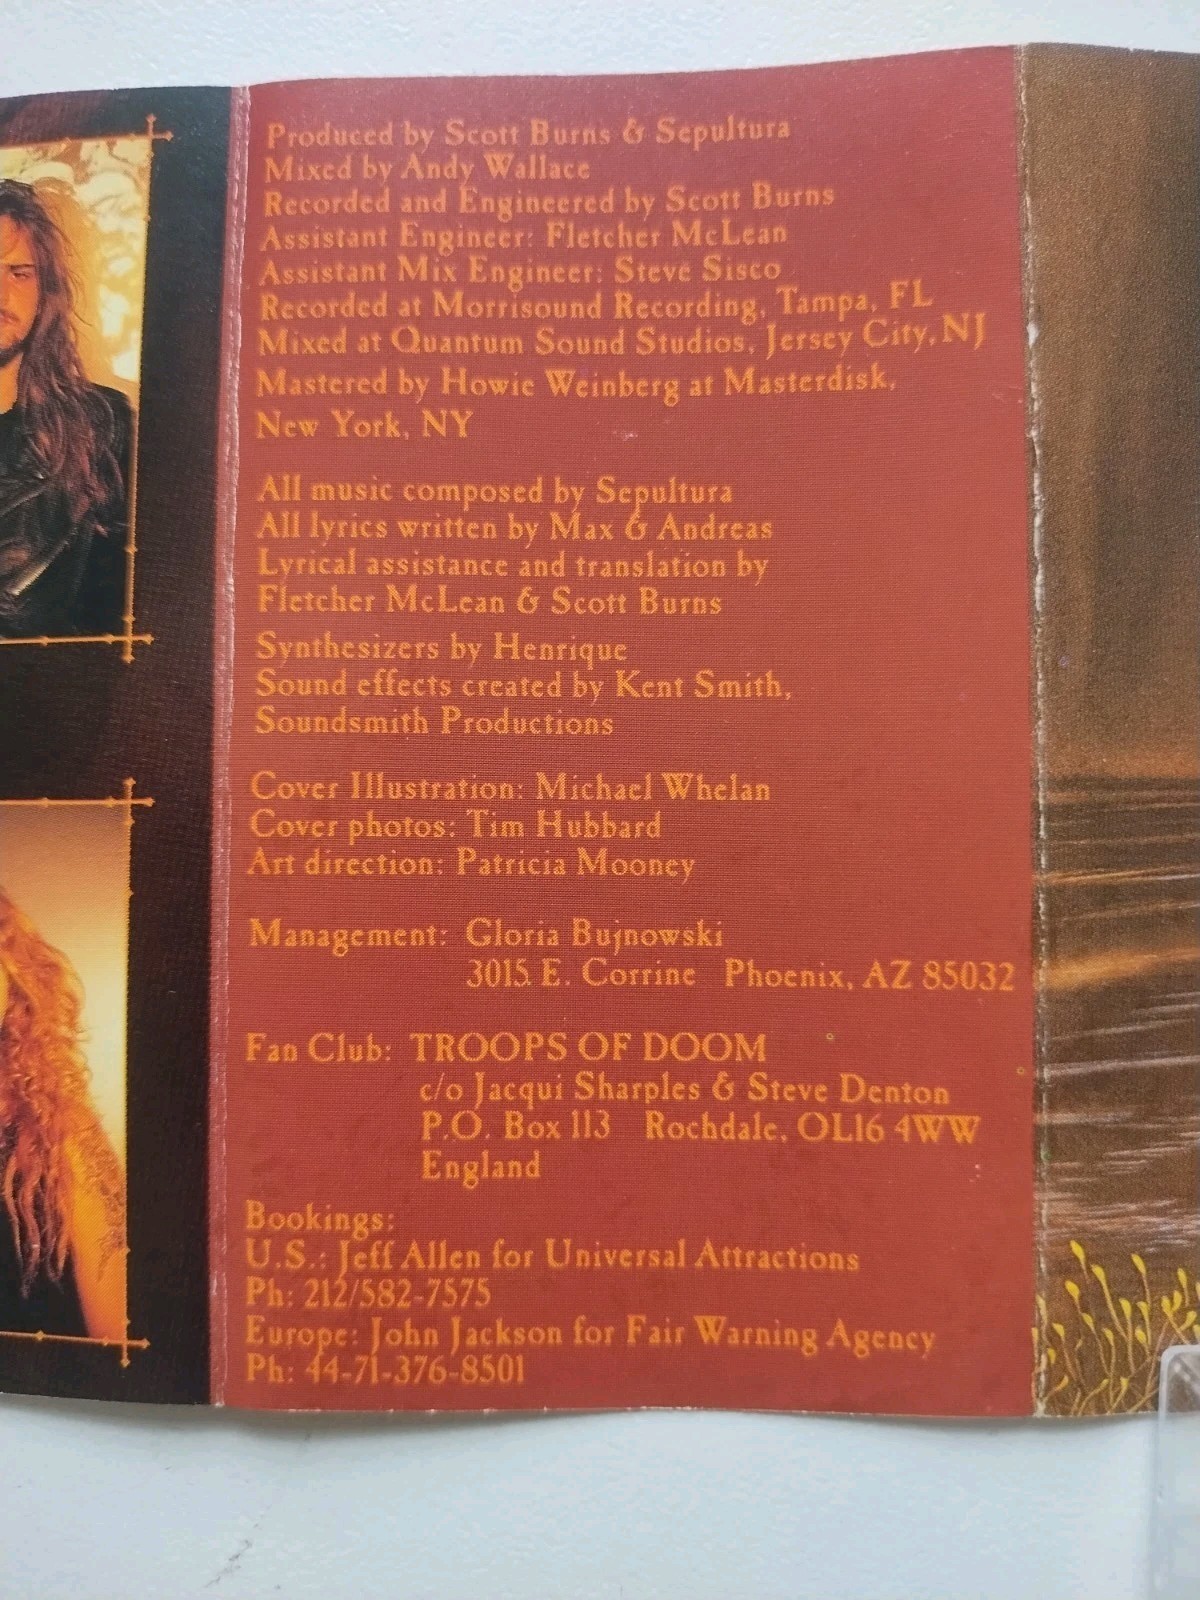 Produced by Scott Burns & Sepultura
Mixed by Andy Wallace
Recorded and Engineered by Scott Burns
Assistant Engineer: Fletcher McLean
Assistant Mix Engineer: Steve Sisco
Recorded at Morrisound Recording, Tampa, FL
Mixed at Quantum Sound Studios, Jersey City, NJ
Mastered by Howie Weinberg at Masterdisk,
New York, NY
All music composed by Sepultura
All lyrics written by Max & Andreas
Lyrical assistance and translation by
Fletcher McLean & Scott Burns
Synthesizers by Henrique
Sound effects created by Kent Smith,
Soundsmith Productions
Cover Illustration: Michael Whelan
Cover photos: Tim Hubbard
Art direction: Patricia Mooney
Management: Gloria Bujnowski
3015 E. Corrine Phoenix, AZ 85032
Fan Club: TROOPS OF DOOM
c/o Jacqui Sharples & Steve Denton
P.O. Box 113 Rochdale, OL16 4WW
England
Bookings:
U.S.: Jeff Allen for Universal Attractions
Ph: 212/582-7575
Europe: John Jackson for Fair Warning Agency
Ph: 44-71-376-8501